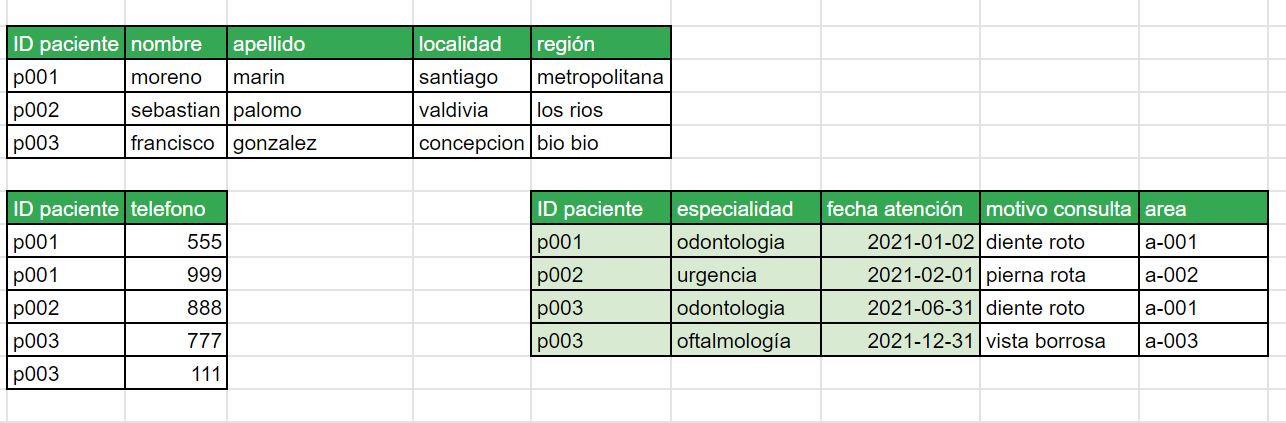 ID paciente nombre apellido localidad región
p001 moreno marin santiago metropolitana
p002 sebastian palomo valdivia los rios
p003 francisco gonzalez concepcion bio bio
ID paciente telefono
p001 555
p001 999
p002 888
p003 777
p003 111
ID paciente especialidad fecha atención motivo consulta area
p001 odontologia 2021-01-02 diente roto a-001
p002 urgencia 2021-02-01 pierna rota a-002
p003 odontologia 2021-06-31 diente roto a-001
p003 oftalmología 2021-12-31 vista borrosa a-003